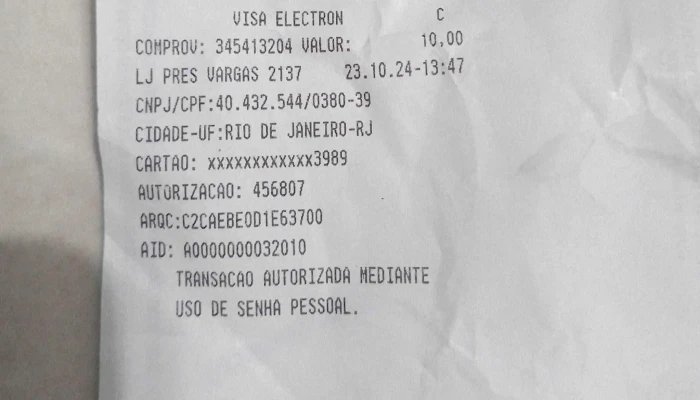 VISA ELECTRON C
COMPROV: 345413204 VALOR: 10,00
LJ PRES VARGAS 2137 23.10.24-13:47
CNPJ/CPF:40.432.544/0380-39
CIDADE-UF:RIO DE JANEIRO-RJ
CARTAO: xxxxxxxxxxxx3989
AUTORIZACAO: 456807
ARQC:C2CAEBE0D1E63700
AID: A0000000032010
TRANSACAO AUTORIZADA MEDIANTE
USO DE SENHA PESSOAL.